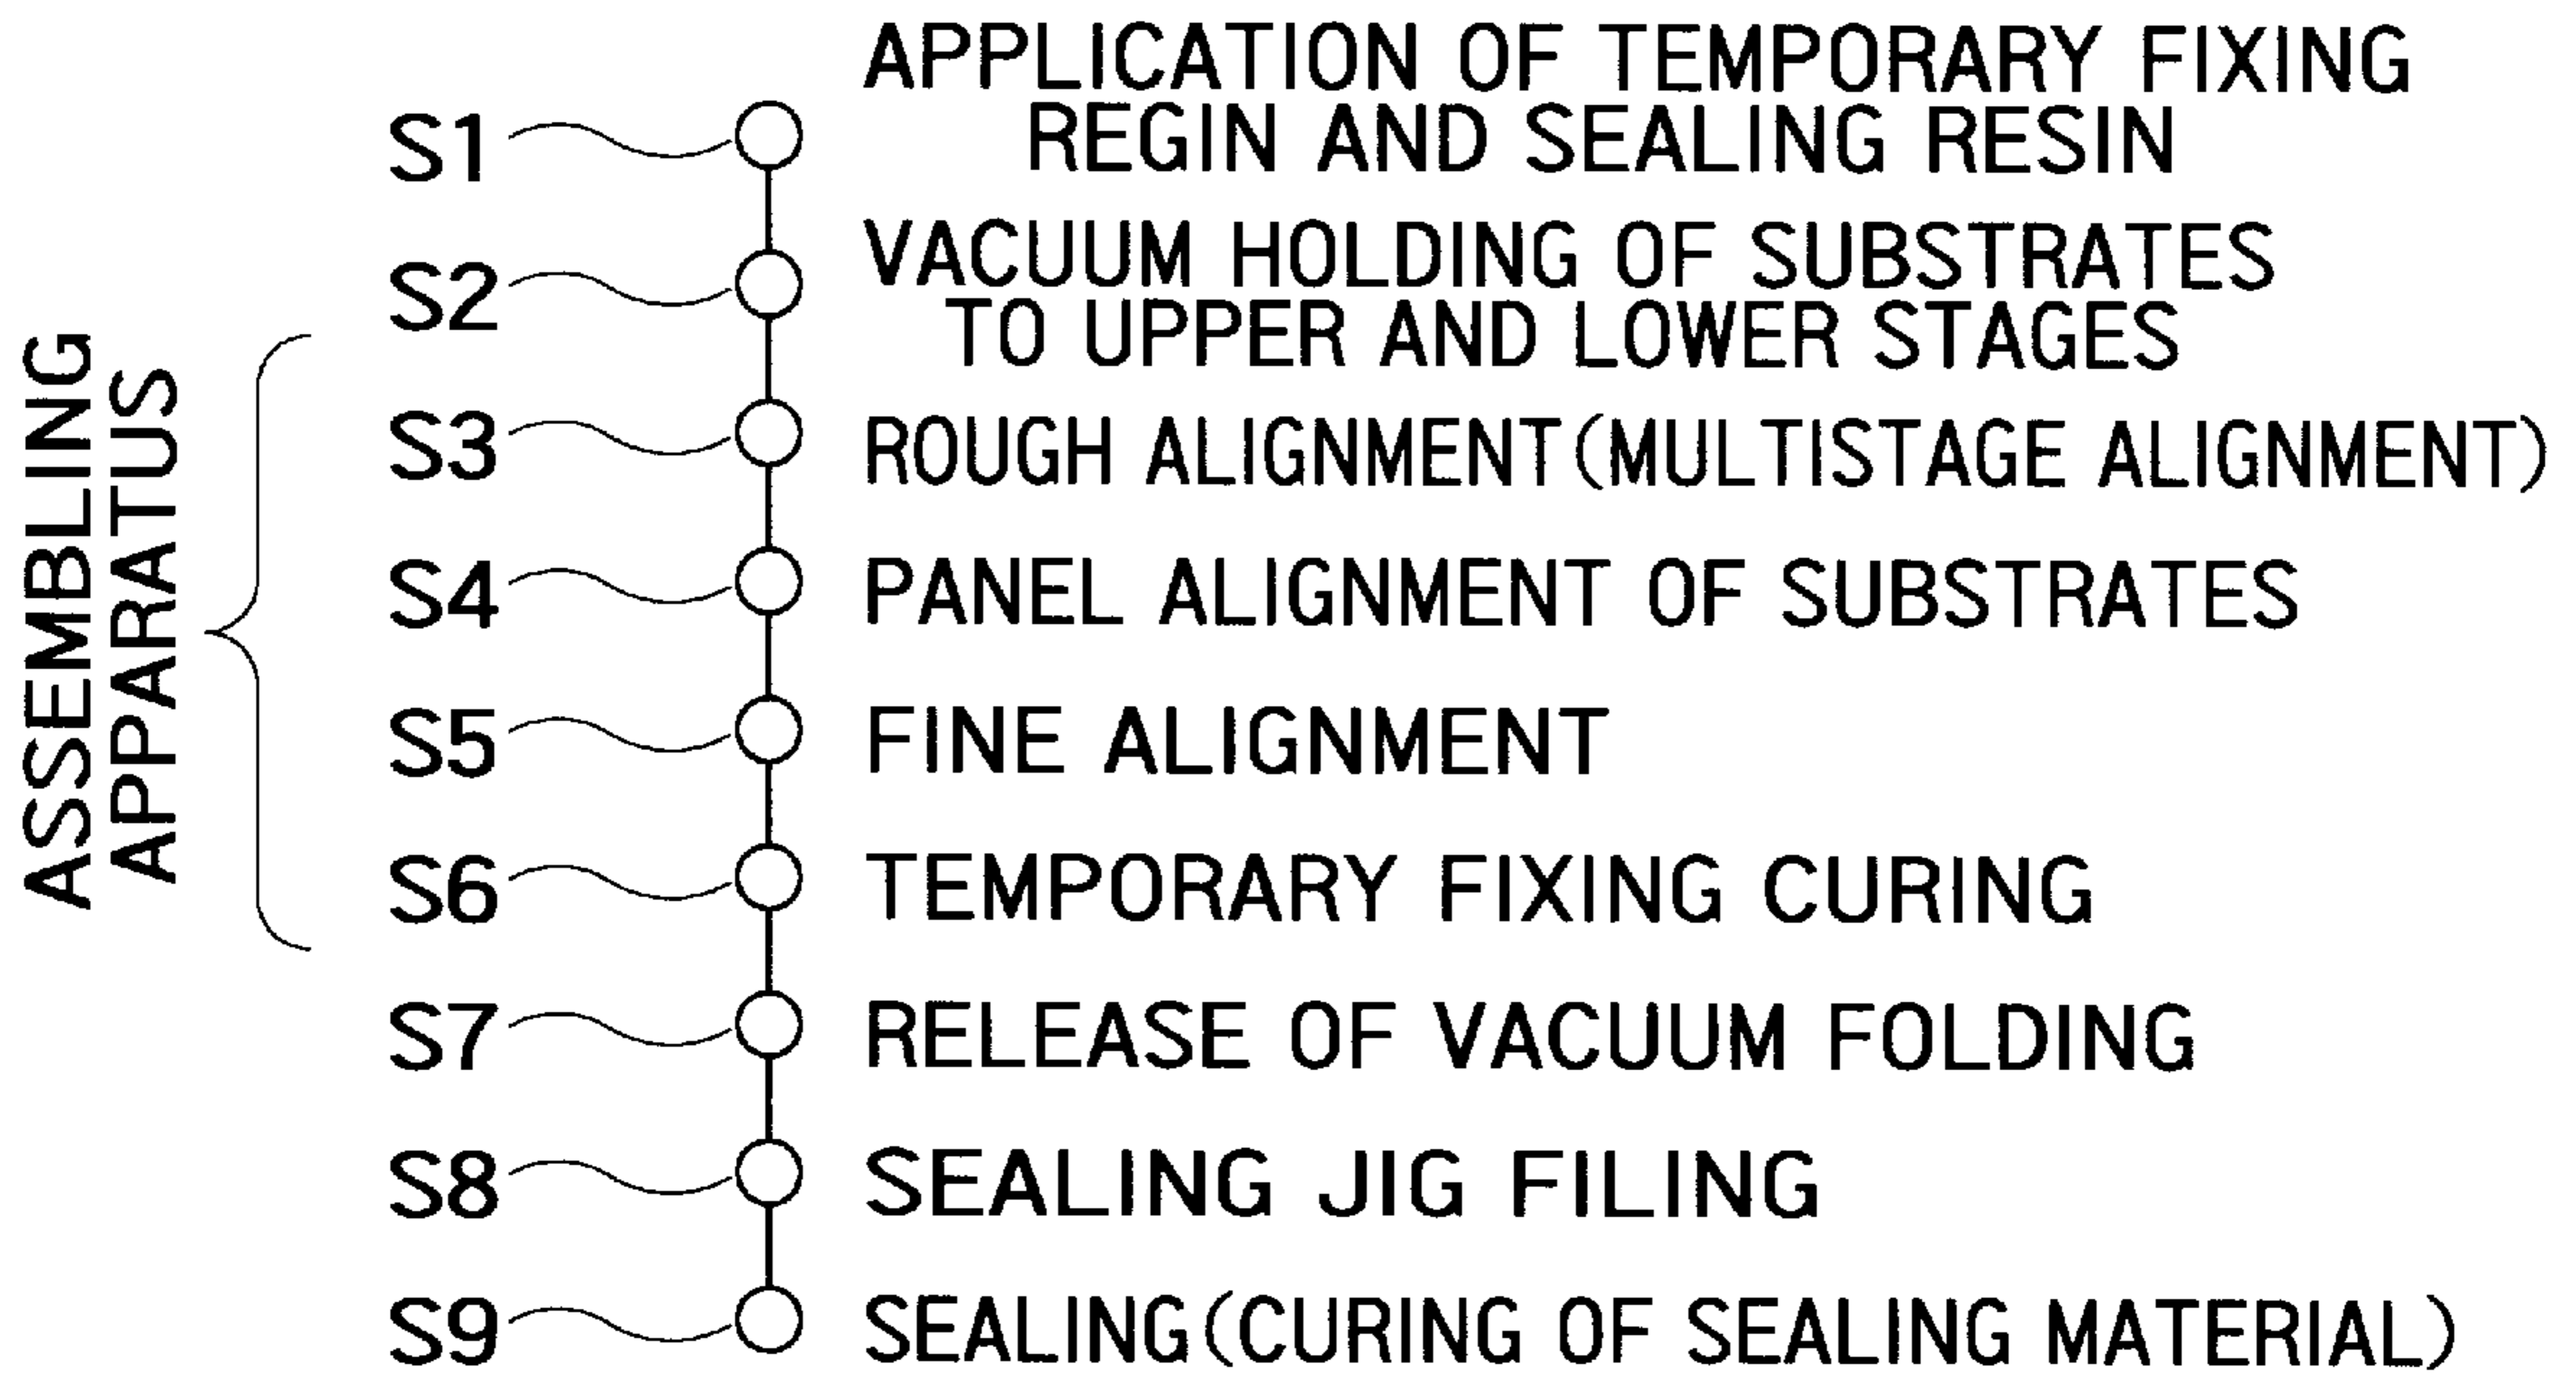 ASSEMBLING
APPARATUS
S1 APPLICATION OF TEMPORARY FIXING
REGIN AND SEALING RESIN
S2 VACUUM HOLDING OF SUBSTRATES
TO UPPER AND LOWER STAGES
S3 ROUGH ALIGNMENT(MULTISTAGE ALIGNMENT)
S4 PANEL ALIGNMENT OF SUBSTRATES
S5 FINE ALIGNMENT
S6 TEMPORARY FIXING CURING
S7 RELEASE OF VACUUM FOLDING
S8 SEALING JIG FILING
S9 SEALING(CURING OF SEALING MATERIAL)